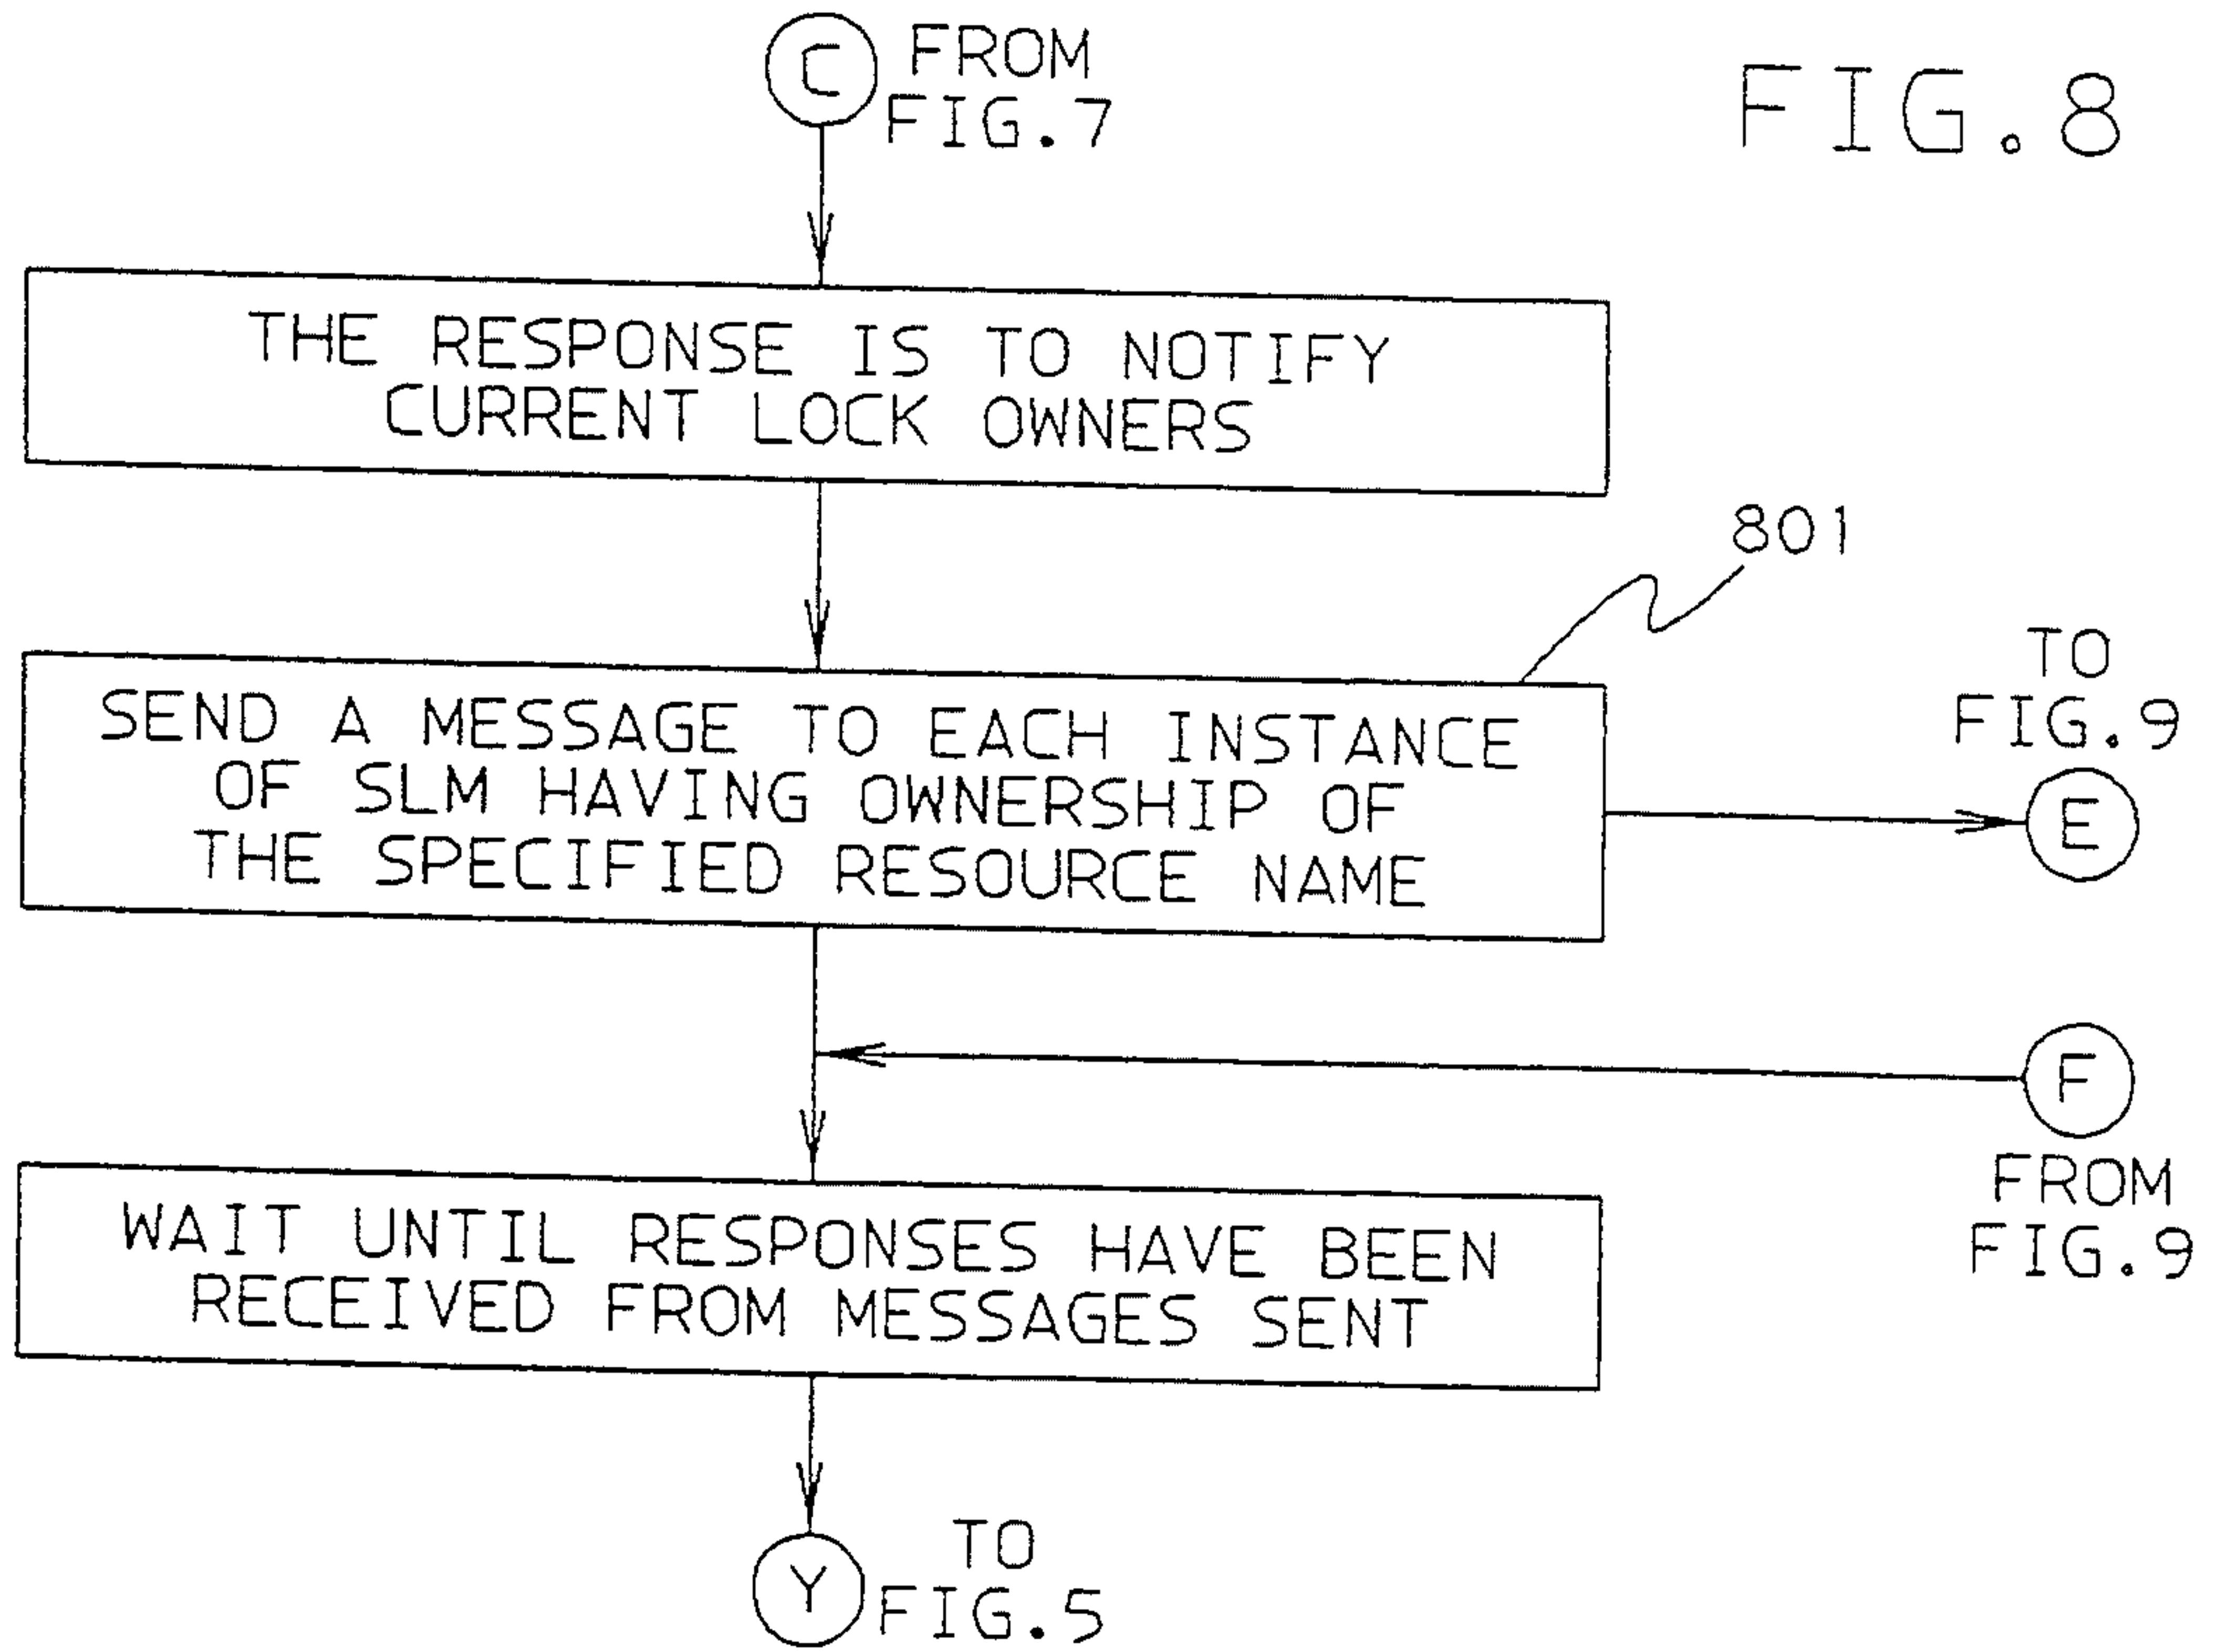 C
FROM
FIG.7
FIG.8
THE RESPONSE IS TO NOTIFY
CURRENT LOCK OWNERS
801
SEND A MESSAGE TO EACH INSTANCE
OF SLM HAVING OWNERSHIP OF
THE SPECIFIED RESOURCE NAME
TO
FIG.9
E
F
FROM
FIG.9
WAIT UNTIL RESPONSES HAVE BEEN
RECEIVED FROM MESSAGES SENT
Y
TO
FIG.5